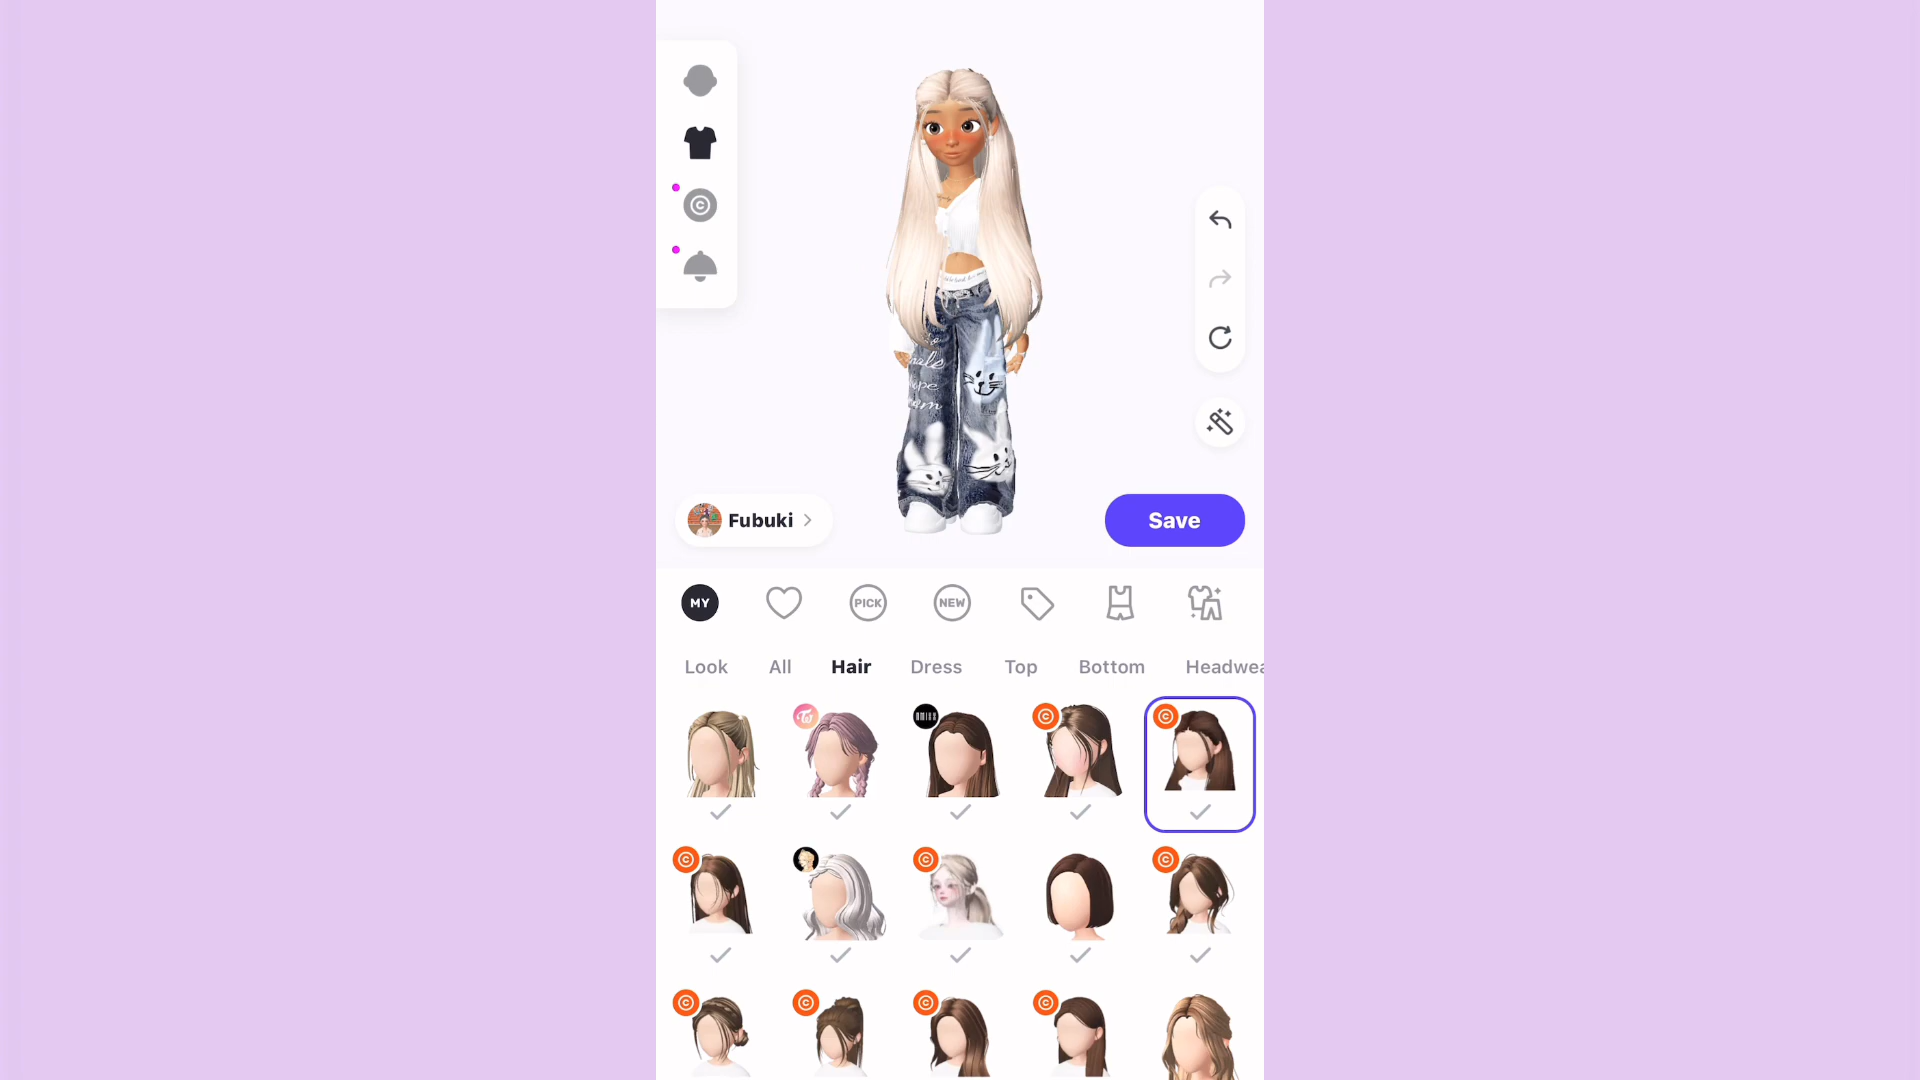 Fubuki
Save
MY
PICK
NEW
Look
All
Hair
Dress
Top
Bottom
Headwea